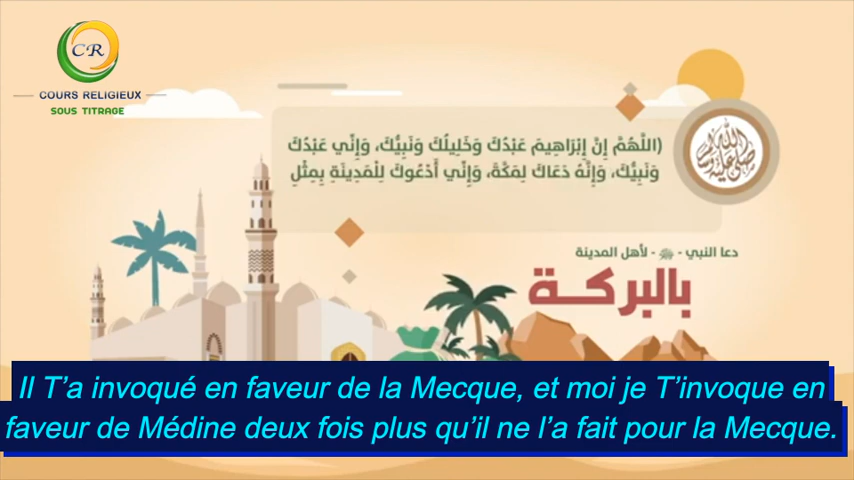 CR
COURS RELIGIEUX
SOUS TITRAGE
(اللَّهُمَّ إِنَّ إِبْرَاهِيمَ عَبْدُكَ وَخَلِيلُكَ وَنَبِيُّكَ، وَإِنِّي عَبْدُكَ
وَنَبِيُّكَ، وَإِنَّهُ دَعَاكَ لِمَكَّةَ، وَإِنِّي أَدْعُوكَ لِلْمَدِينَةِ بِمِثْلِ
صلى الله عليه وسلم
دعا النبي - ﷺ - لأهل المدينة
بالبركة
Il T’a invoqué en faveur de la Mecque, et moi je T’invoque en
faveur de Médine deux fois plus qu’il ne l’a fait pour la Mecque.